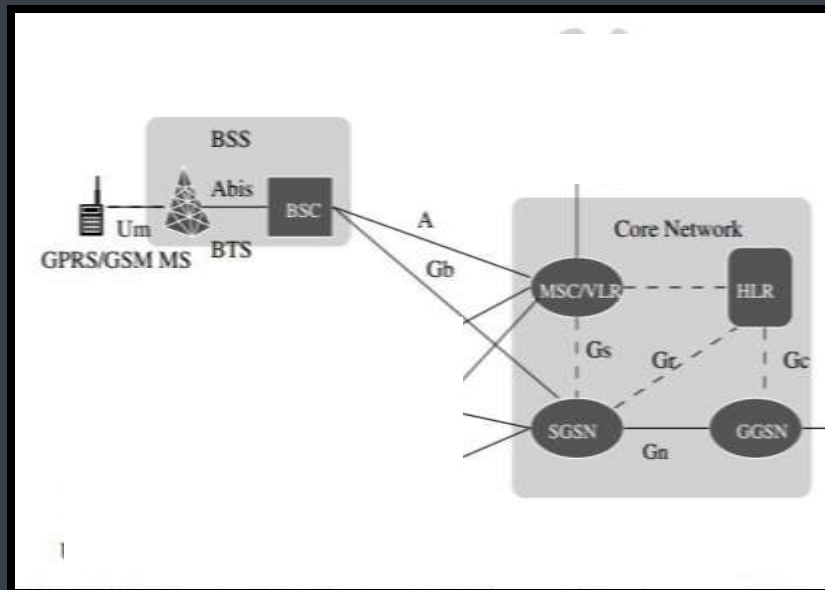 BSS
Abis
BSC
Um
GPRS/GSM MS
BTS
A
Gb
Core Network
MSC/VLR
HLR
Gs
Gr
Gc
SGSN
GGSN
Gn